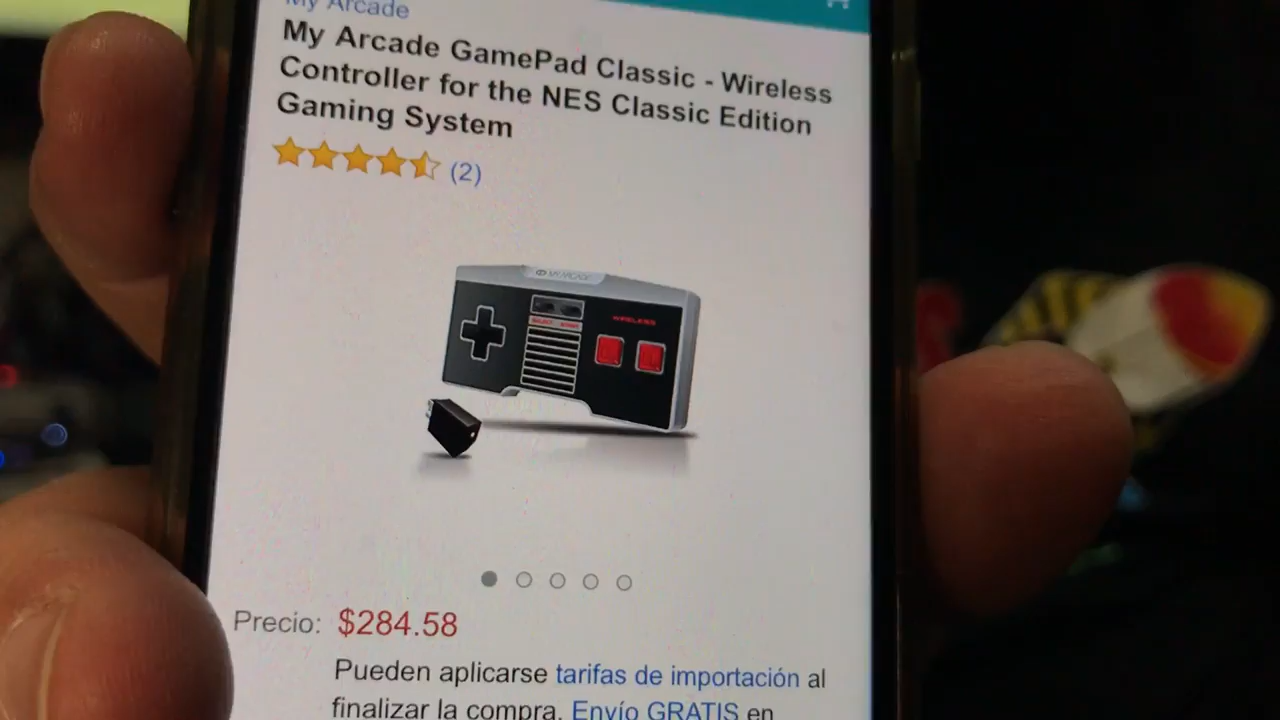 My Arcade
My Arcade GamePad Classic - Wireless
Controller for the NES Classic Edition
Gaming System
(2)
MY ARCADE
SELECT START
WIRELESS
Precio: $284.58
Pueden aplicarse tarifas de importación al
finalizar la compra. Envío GRATIS en